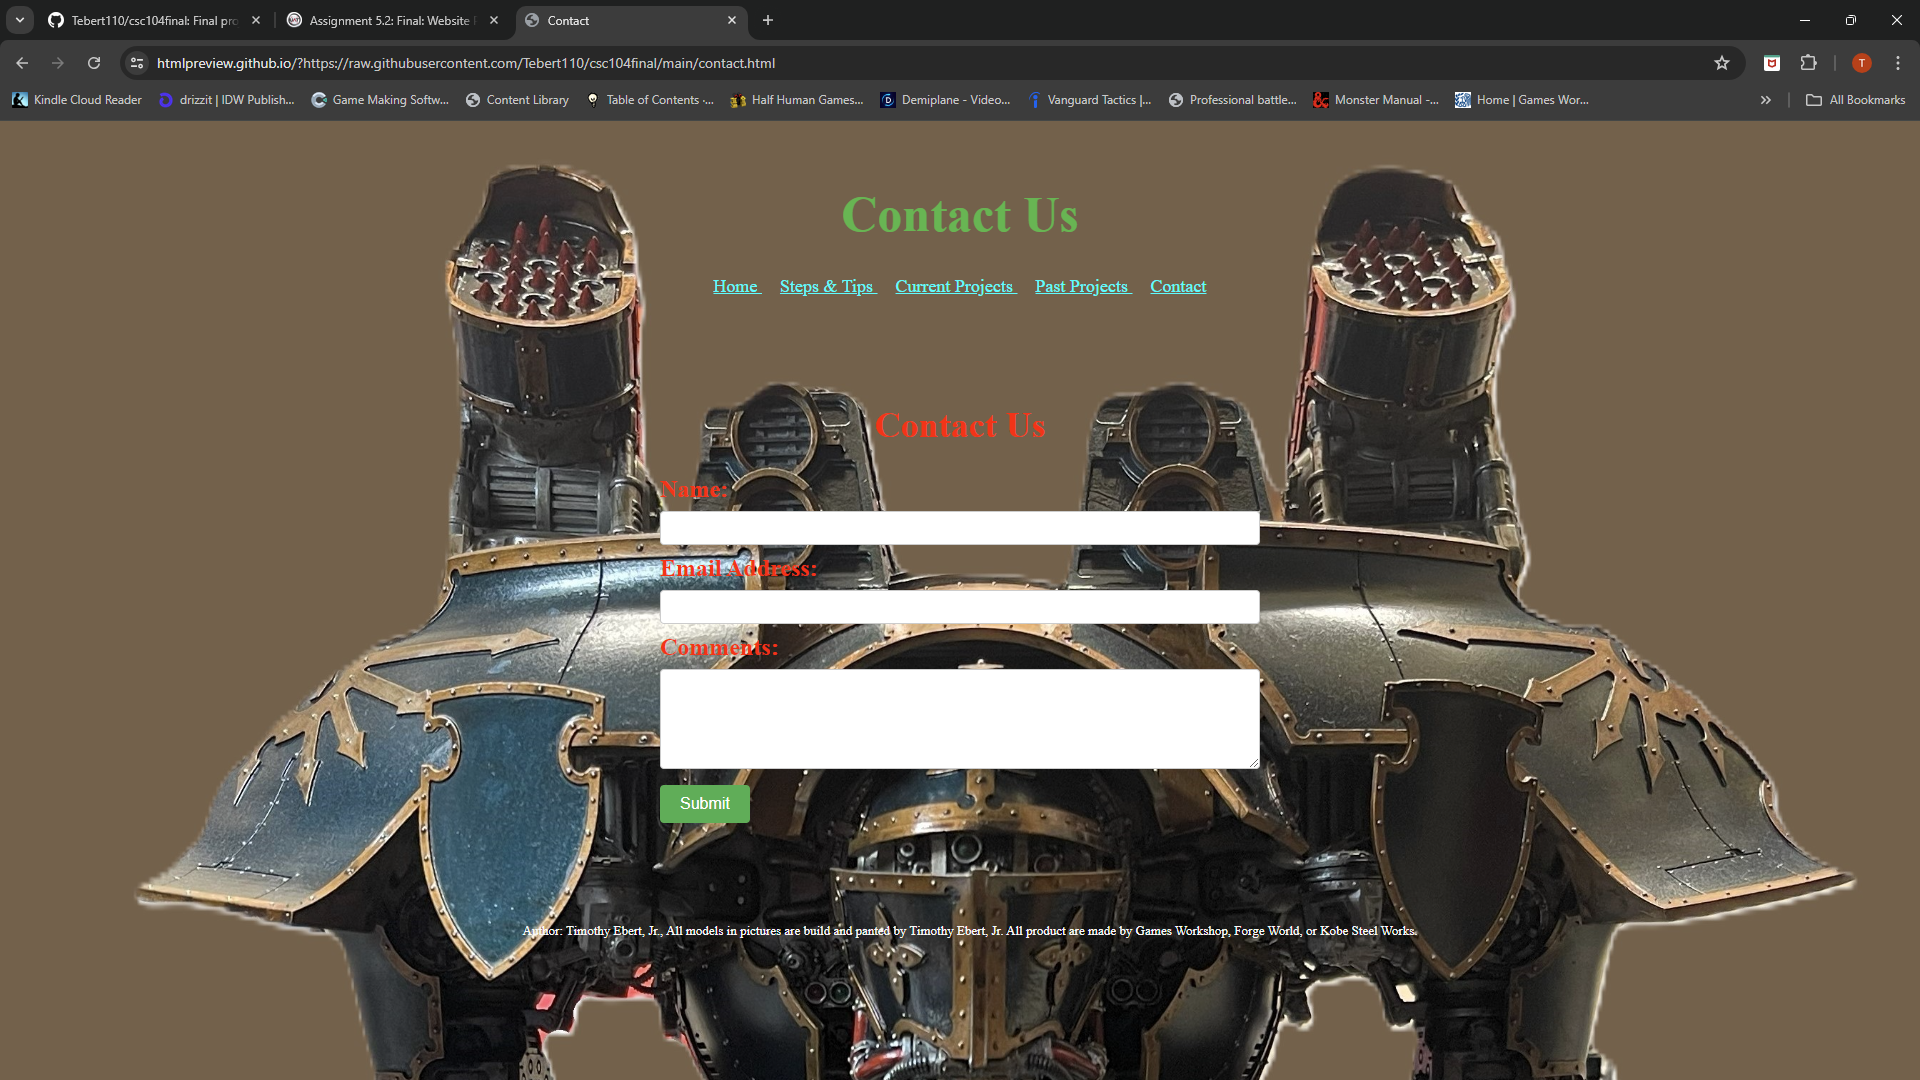 Tebert110/csc104final: Final pro
Assignment 5.2: Final: Website
Contact
htmlpreview.github.io/?https://raw.githubusercontent.com/Tebert110/csc104final/main/contact.html
T
Kindle Cloud Reader
drizzit | IDW Publish...
Game Making Softw...
Content Library
Table of Contents -...
Half Human Games...
Demiplane - Video...
Vanguard Tactics |...
Professional battle...
Monster Manual -...
Home | Games Wor...
All Bookmarks
Contact Us
Home Steps & Tips Current Projects Past Projects Contact
Contact Us
Name:
Email Address:
Comments:
Submit
Author: Timothy Ebert, Jr., All models in pictures are build and panted by Timothy Ebert, Jr. All product are made by Games Workshop, Forge World, or Kobe Steel Works.